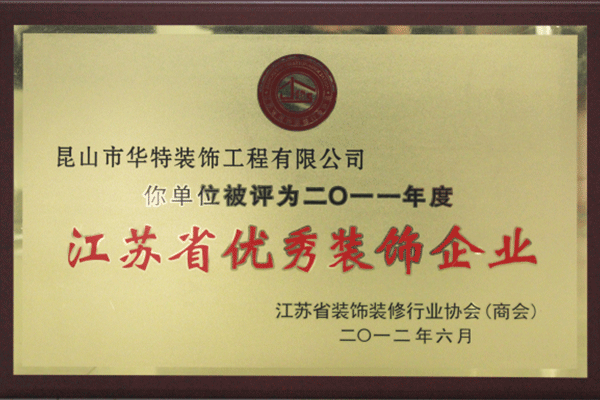 昆山市华特装饰工程有限公司
你单位被评为二〇一一年度
江苏省优秀装饰企业
江苏省装饰装修行业协会(商会)
二〇一二年六月